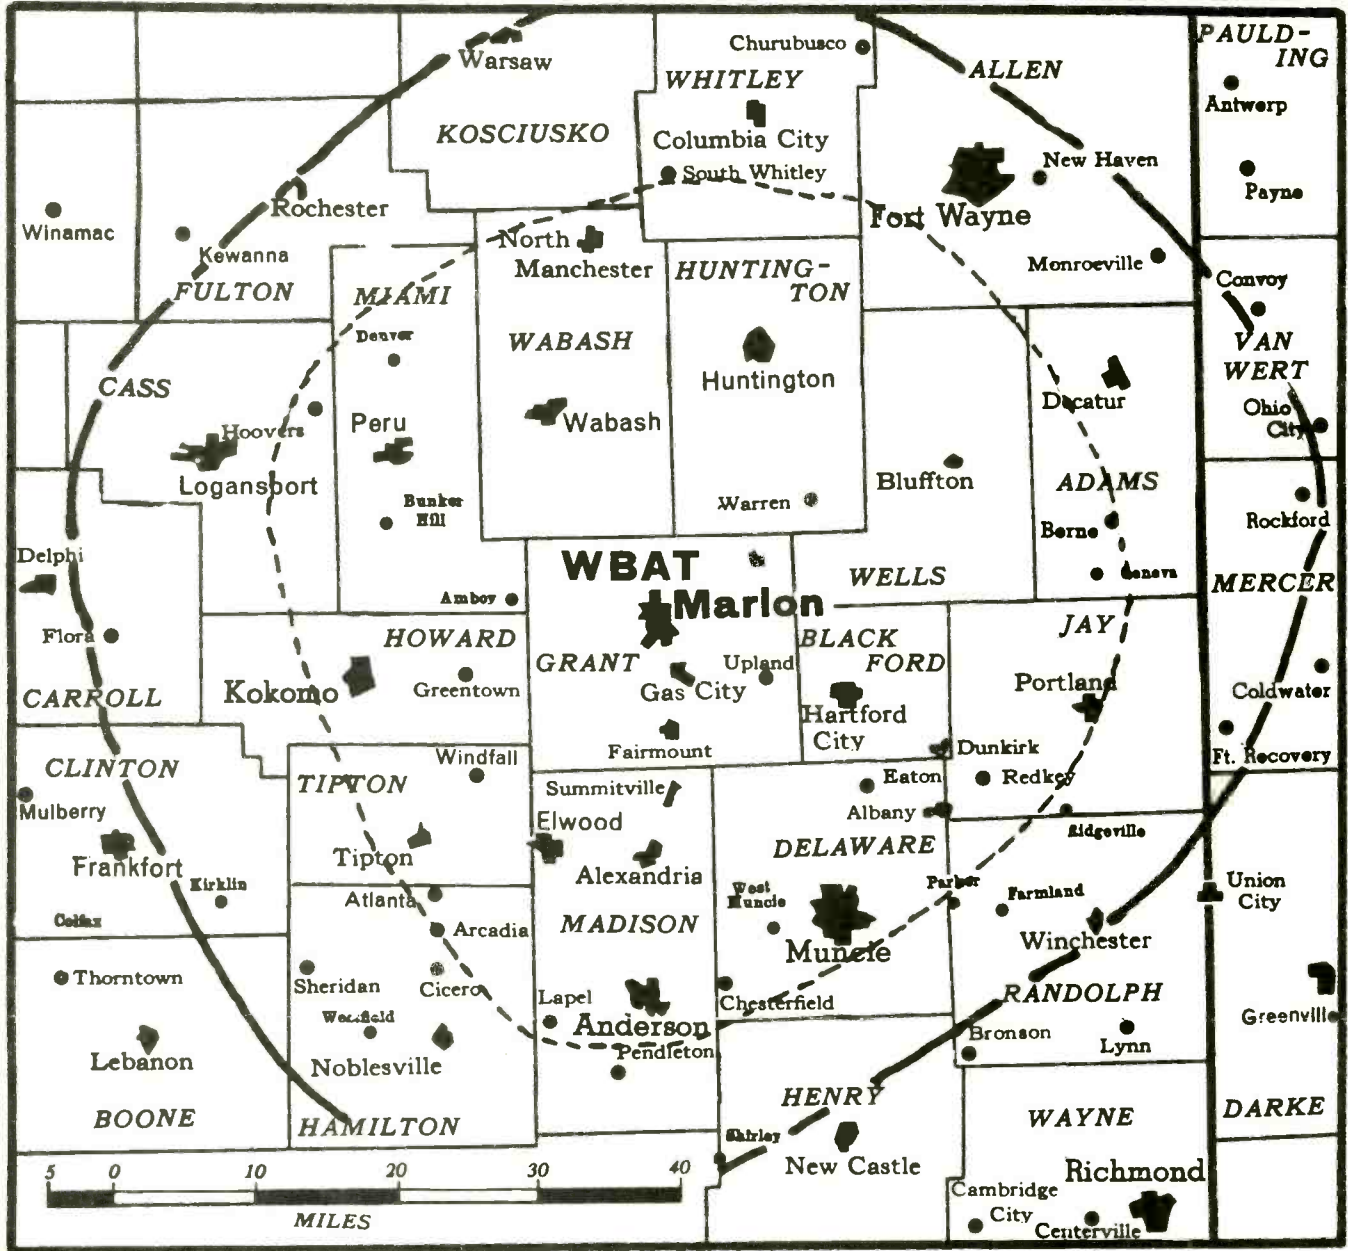 PAULD-
ING
Churubusco
Warsaw
WHITLEY
ALLEN
Antwerp
KOSCIUSKO
Columbia City
New Haven
South Whitley
Payne
Rochester
Fort Wayne
Winamac
Kewanna
North
Manchester
Monroeville
HUNTING-
TON
Convoy
FULTON
MIAMI
Denver
WABASH
VAN
WERT
CASS
Huntington
Decatur
Ohio
City
Hoovers
Peru
Wabash
Logansport
Bluffton
ADAMS
Bunker
Hill
Warren
Berne
Rockford
Delphi
WBAT
Marion
WELLS
Geneva
MERCER
Amboy
Flora
HOWARD
GRANT
Upland
BLACK
FORD
JAY
CARROLL
Kokomo
Greentown
Gas City
Portland
Coldwater
Hartford
City
Fairmount
Dunkirk
Ft. Recovery
CLINTON
Windfall
TIPTON
Summitville
Eaton
Redkey
Mulberry
Albany
Elwood
Ridgeville
Frankfort
Tipton
DELAWARE
Alexandria
Kirklin
West
Muncie
Parker
Farmland
Union
City
Atlanta
Colfax
Arcadia
MADISON
Winchester
Muncie
Thorntown
Sheridan
Cicero
Lapel
Chesterfield
RANDOLPH
Westfield
Anderson
Greenville
Bronson
Lynn
Lebanon
Noblesville
Pendleton
HENRY
BOONE
HAMILTON
WAYNE
DARKE
Shirley
New Castle
Richmond
5 0 10 20 30 40
MILES
Cambridge
City
Centerville